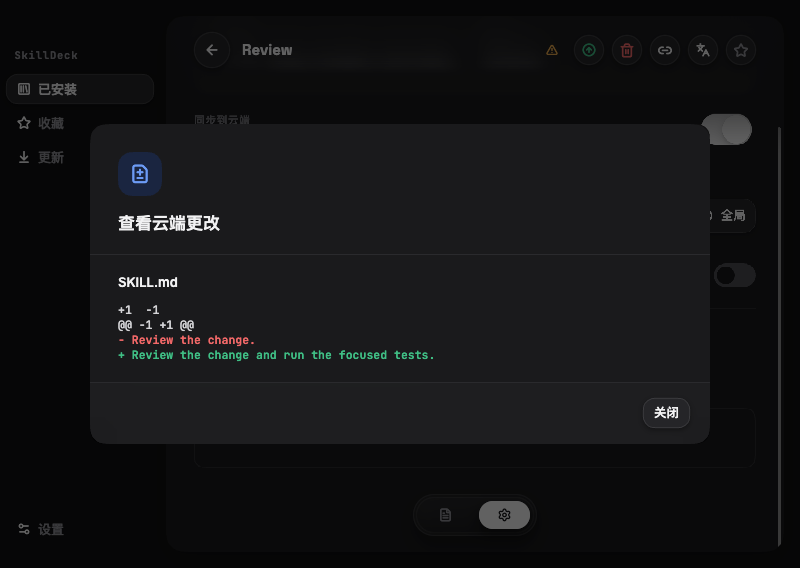 SkillDeck
已安装
收藏
更新
设置
Review
同步到云端
全局
查看云端更改
SKILL.md
+1 -1
@@ -1 +1 @@
- Review the change.
+ Review the change and run the focused tests.
关闭